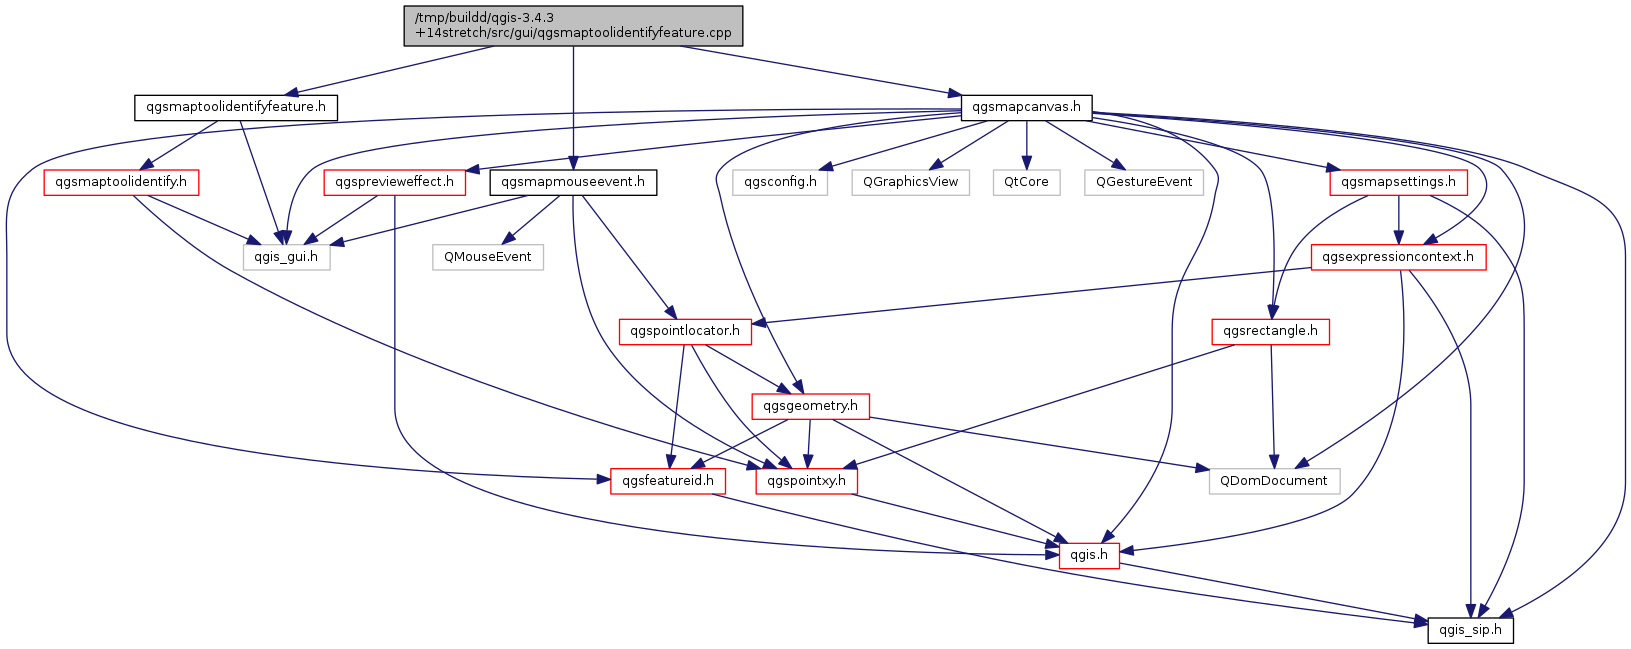 /tmp/buildd/qgis-3.4.3
+14stretch/src/gui/qgsmaptoolidentifyfeature.cpp
qgsmaptoolidentifyfeature.h
qgsmapcanvas.h
qgsmaptoolidentify.h
qgspreviewеffect.h
qgsmapmouseevent.h
qgsconfig.h
QGraphicsView
QtCore
QGestureEvent
qgsmapsettings.h
qgis_gui.h
QMouseEvent
qgsexpressioncontext.h
qgspointlocator.h
qgsrectangle.h
qgsgeometry.h
qgsfeatureid.h
qgspointxy.h
QDomDocument
qgis.h
qgis_sip.h